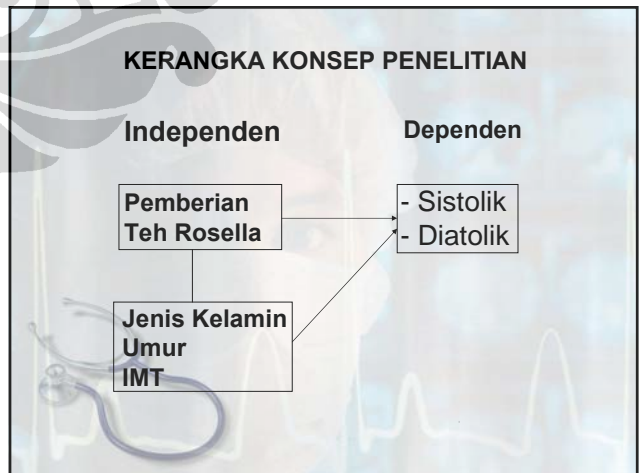 KERANGKA KONSEP PENELITIAN
Independen
Dependen
Pemberian
Teh Rosella
- Sistolik
- Diatolik
Jenis Kelamin
Umur
IMT